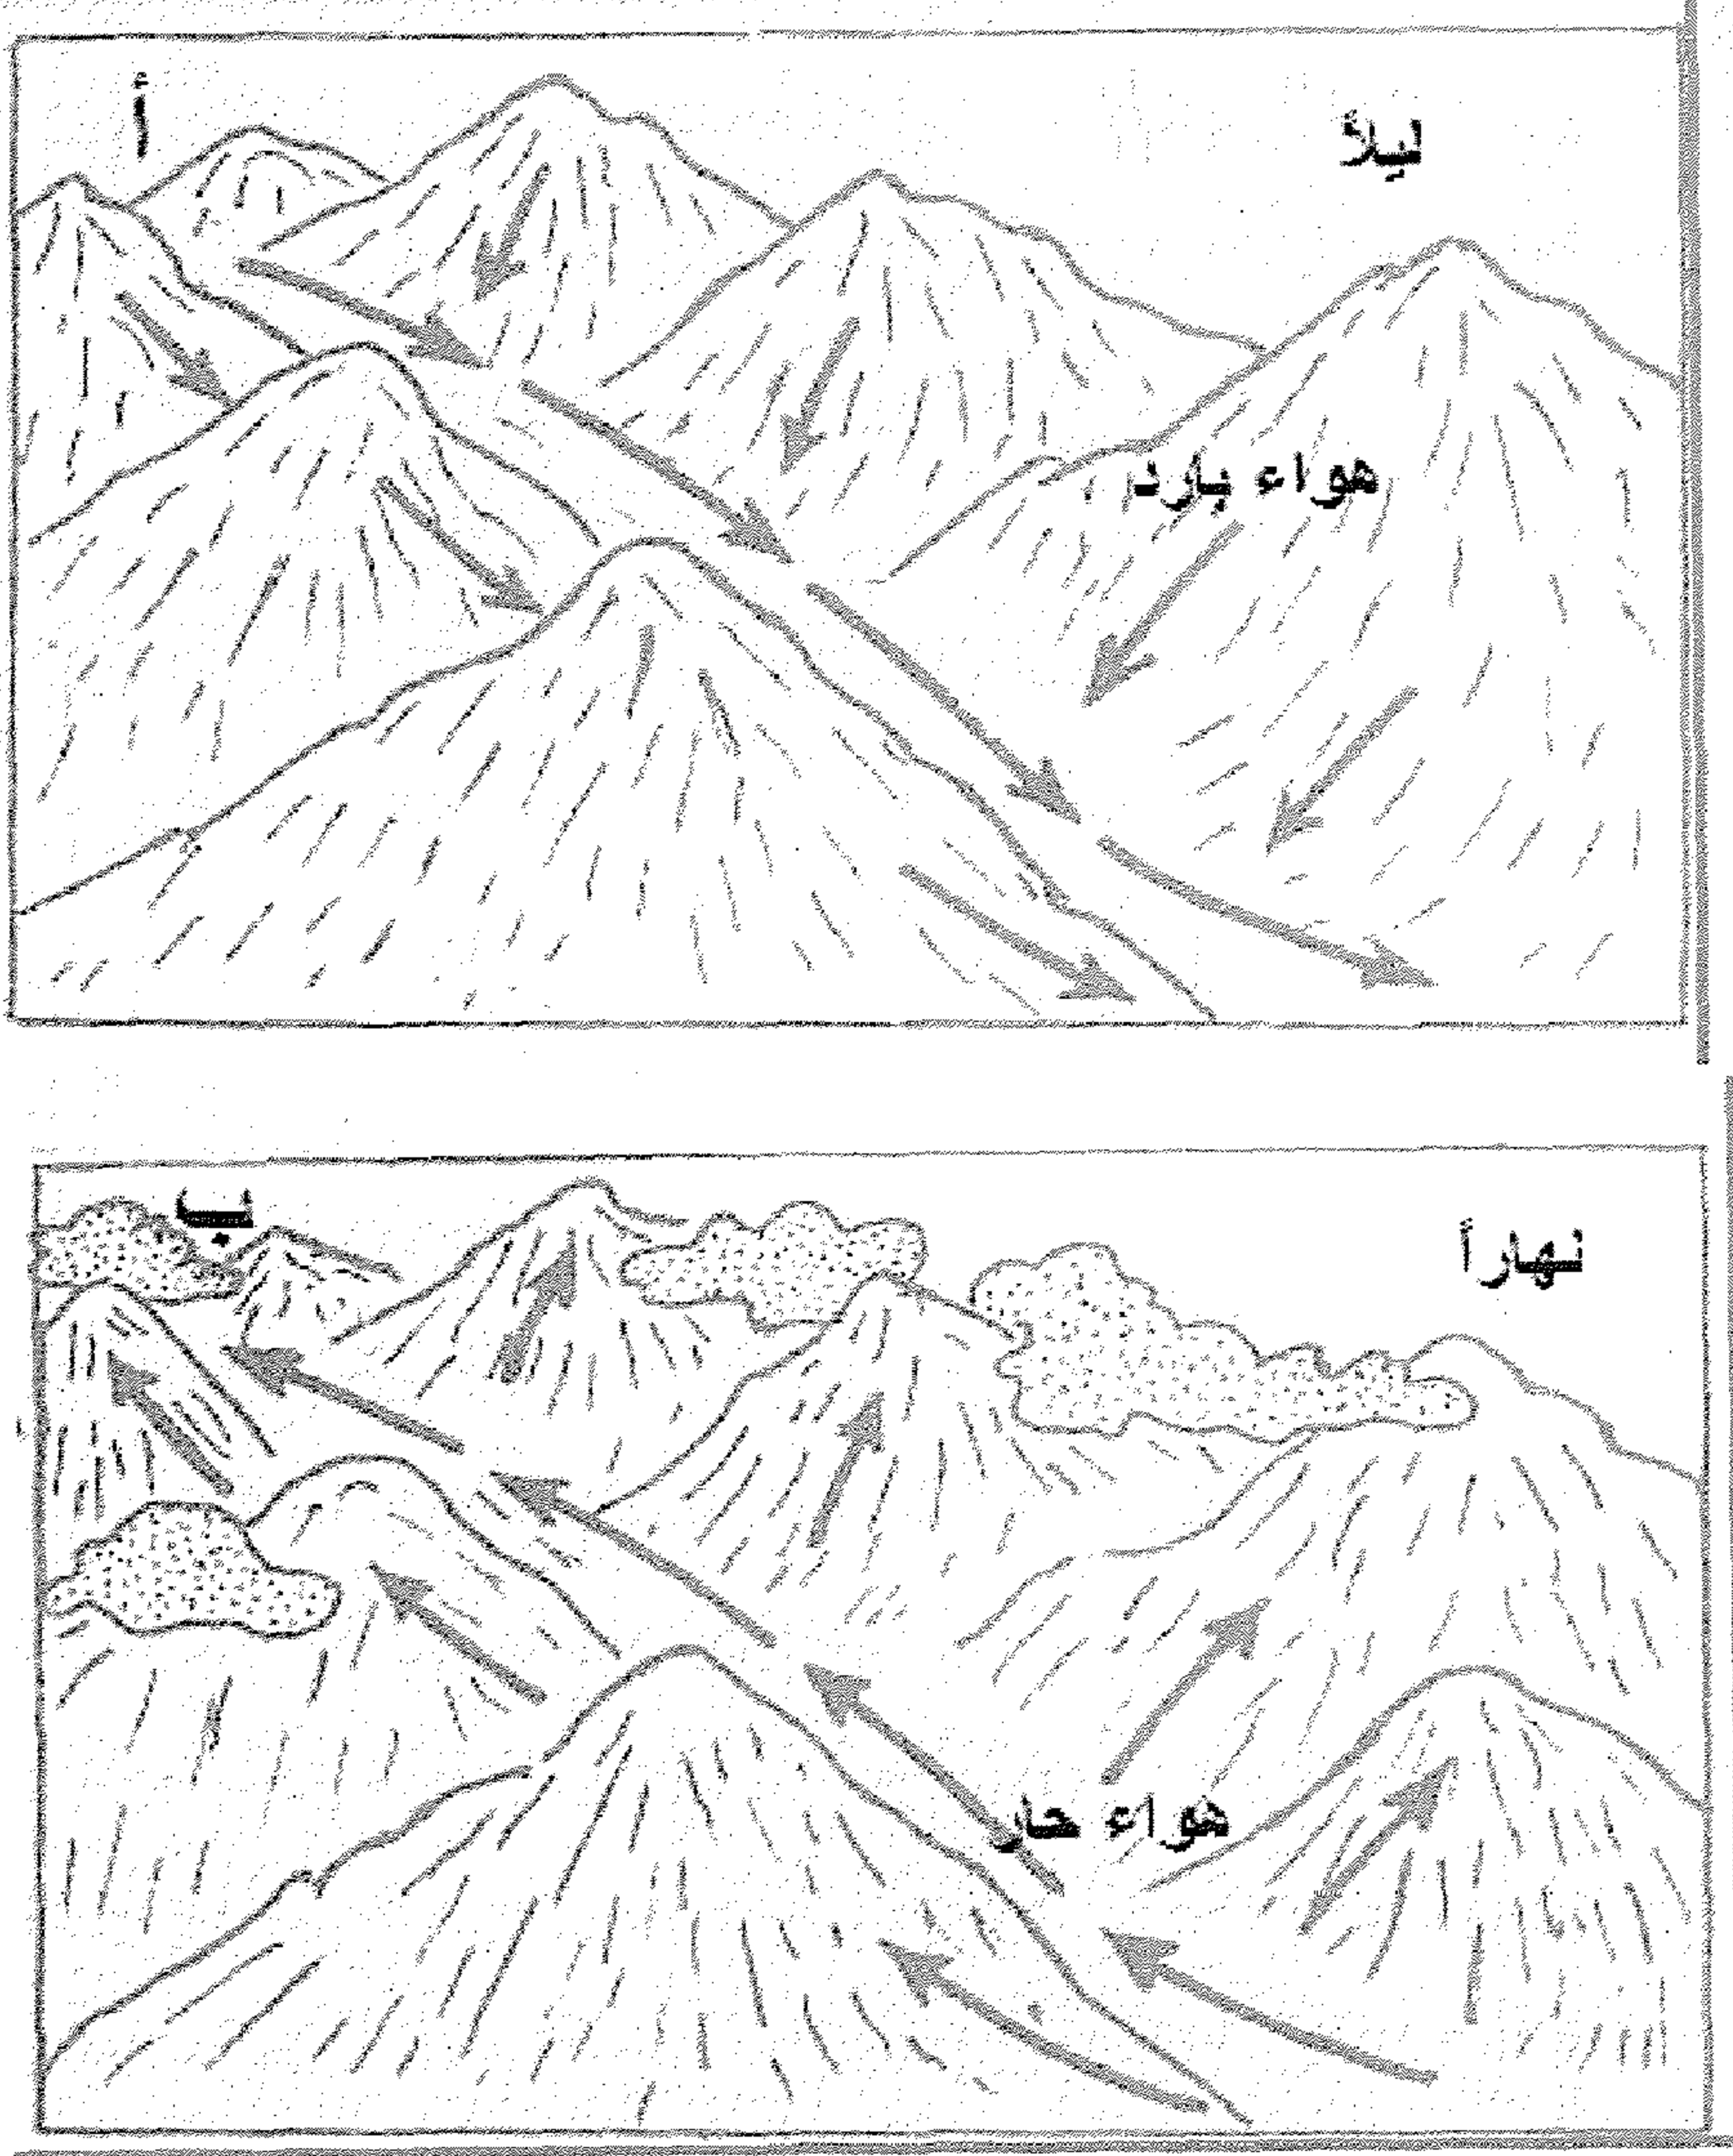 أ
ليلاً
هواء بارد
ب
نهاراً
هواء حار